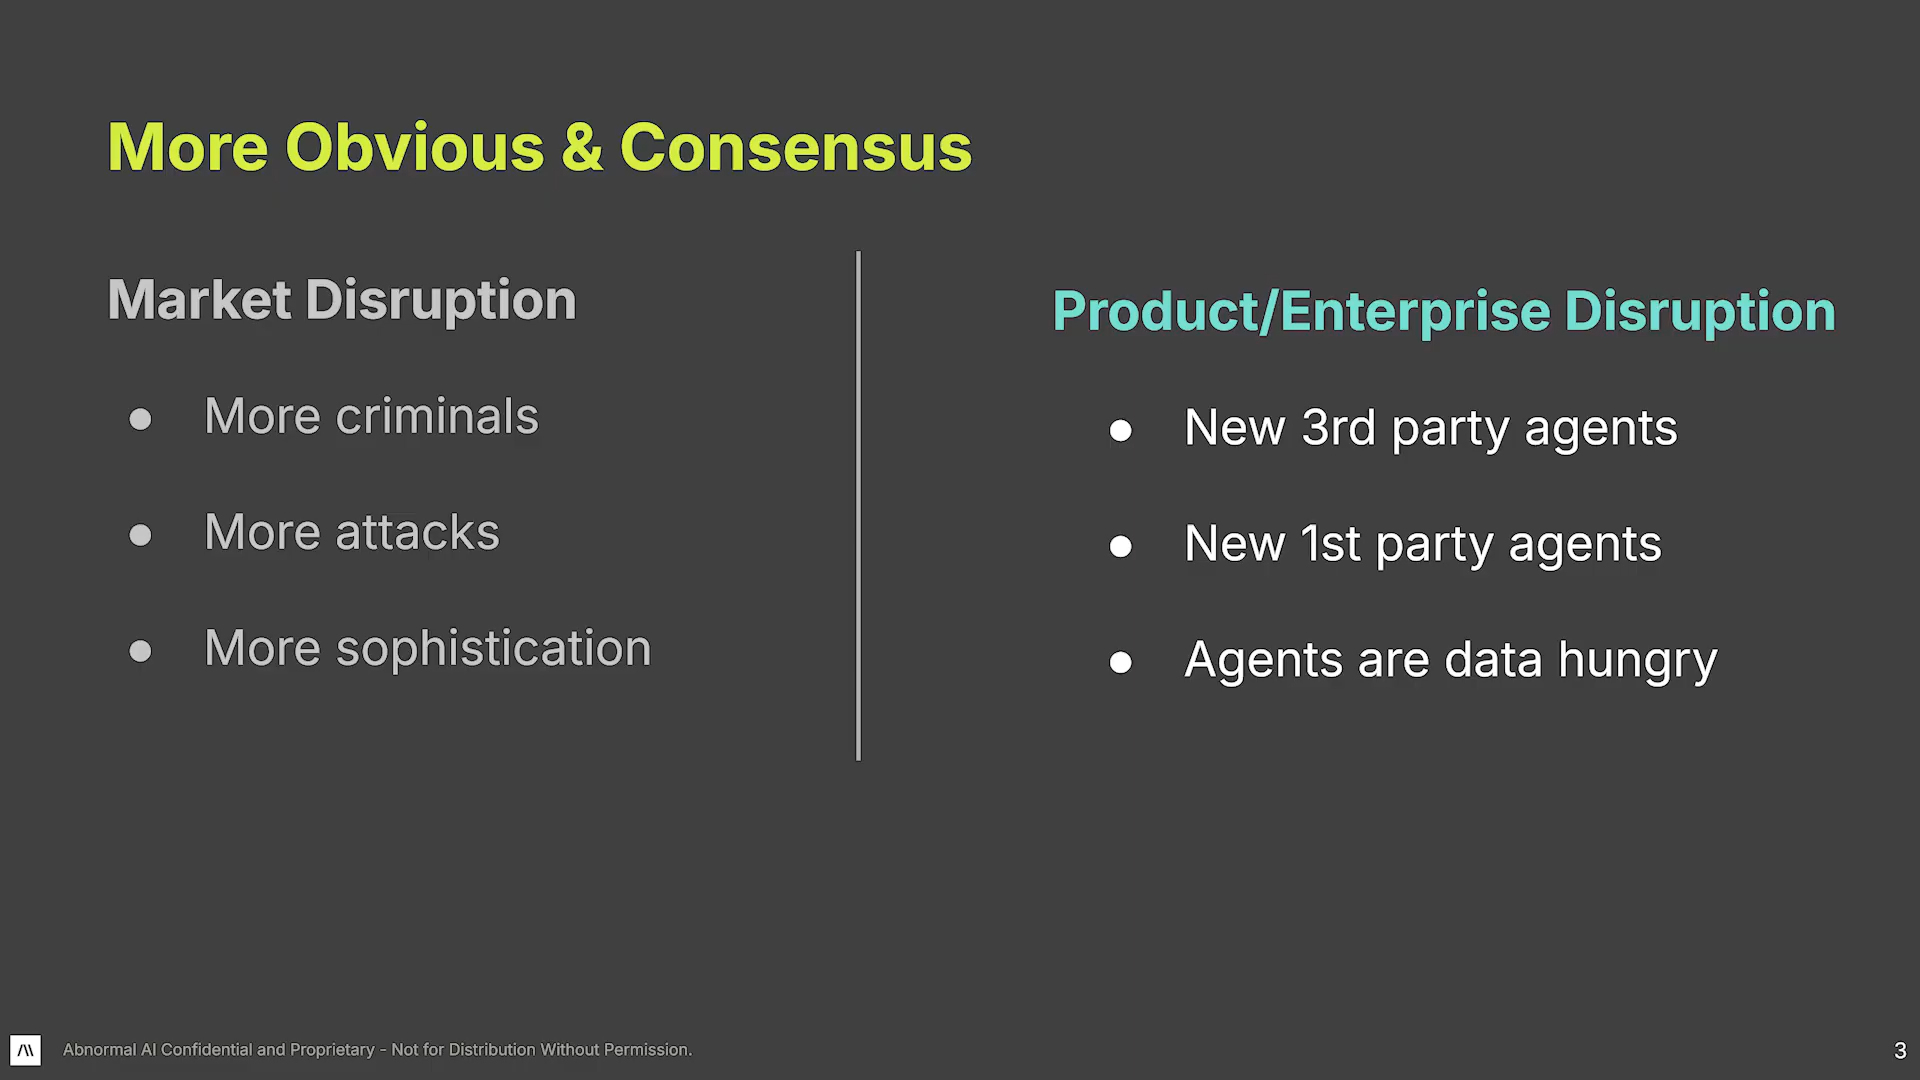 More Obvious & Consensus
Market Disruption
● More criminals
● More attacks
● More sophistication
Product/Enterprise Disruption
● New 3rd party agents
● New 1st party agents
● Agents are data hungry
Abnormal AI Confidential and Proprietary - Not for Distribution Without Permission.
3